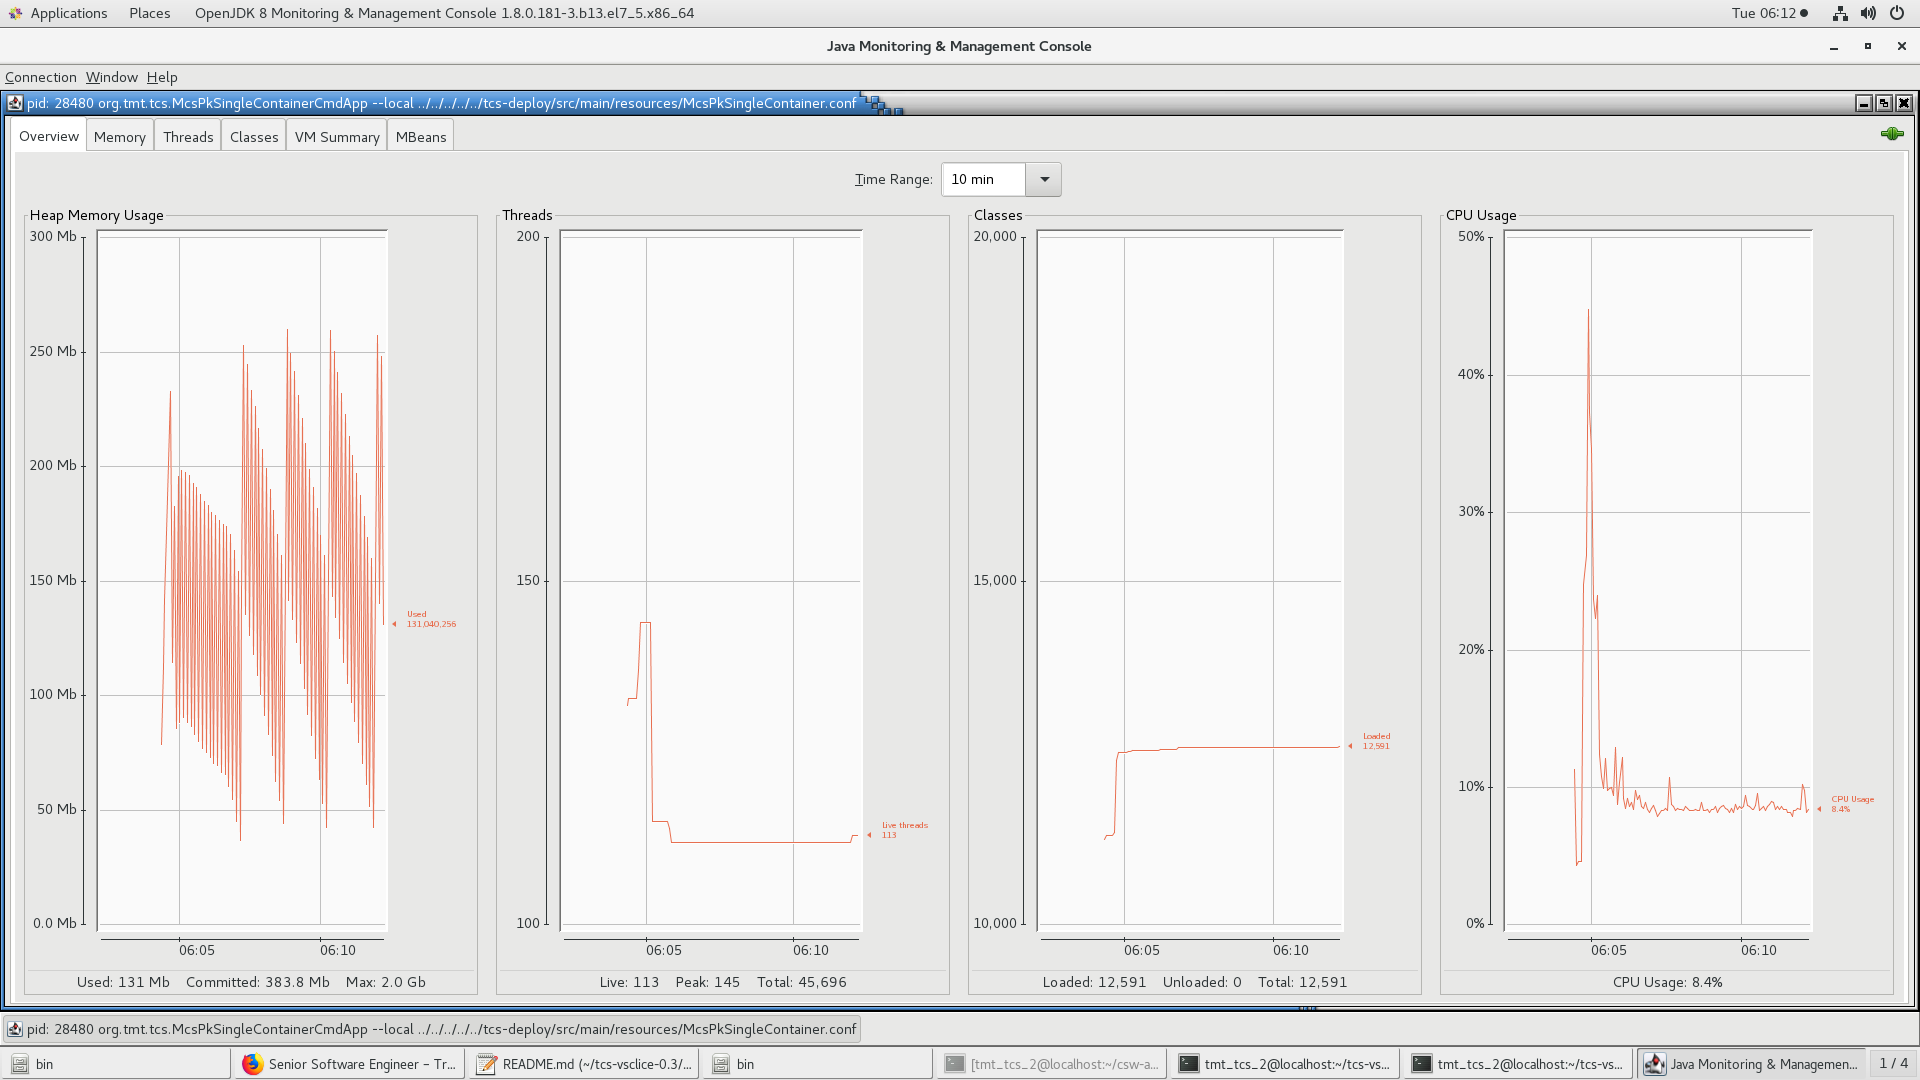 Applications Places OpenJDK 8 Monitoring & Management Console 1.8.0.181-3.b13.el7_5.x86_64 Tue 06:12
Java Monitoring & Management Console
Connection Window Help
pid: 28480 org.tmt.tcs.McsPkSingleContainerCmdApp --local ../../../../../tcs-deploy/src/main/resources/McsPkSingleContainer.conf
Overview Memory Threads Classes VM Summary MBeans
Time Range: 10 min
Heap Memory Usage
300 Mb
250 Mb
200 Mb
150 Mb
100 Mb
50 Mb
0.0 Mb
Used
131,040,256
06:05 06:10
Used: 131 Mb Committed: 383.8 Mb Max: 2.0 Gb
Threads
200
150
100
Live threads
113
06:05 06:10
Live: 113 Peak: 145 Total: 45,696
Classes
20,000
15,000
10,000
Loaded
12,591
06:05 06:10
Loaded: 12,591 Unloaded: 0 Total: 12,591
CPU Usage
50%
40%
30%
20%
10%
0%
CPU Usage
8.4%
06:05 06:10
CPU Usage: 8.4%
pid: 28480 org.tmt.tcs.McsPkSingleContainerCmdApp --local ../../../../../tcs-deploy/src/main/resources/McsPkSingleContainer.conf
bin Senior Software Engineer – Tr... README.md (~/tcs-vsclice-0.3/... bin [tmt_tcs_2@localhost:~/csw-a... tmt_tcs_2@localhost:~/tcs-vs... tmt_tcs_2@localhost:~/tcs-vs... Java Monitoring & Managemen... 1 / 4